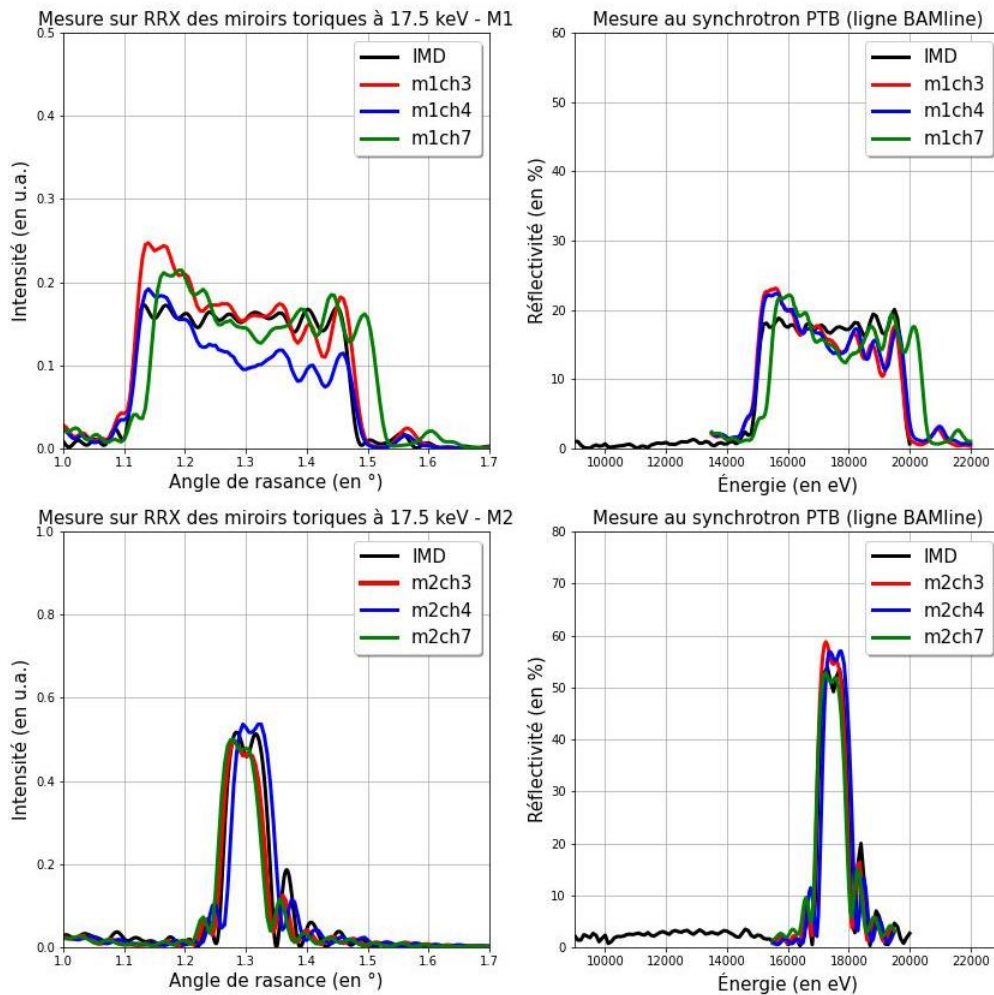 Mesure sur RRX des miroirs toriques à 17.5 keV - M1
0.5
0.4
0.3
0.2
0.1
0.0
Intensité (en u.a.)
IMD
m1ch3
m1ch4
m1ch7
1.0 1.1 1.2 1.3 1.4 1.5 1.6 1.7
Angle de rasance (en °)
Mesure au synchrotron PTB (ligne BAMline)
60
50
40
30
20
10
0
Réflectivité (en %)
IMD
m1ch3
m1ch4
m1ch7
10000 12000 14000 16000 18000 20000 22000
Énergie (en eV)
Mesure sur RRX des miroirs toriques à 17.5 keV - M2
1.0
0.8
0.6
0.4
0.2
0.0
Intensité (en u.a.)
IMD
m2ch3
m2ch4
m2ch7
1.0 1.1 1.2 1.3 1.4 1.5 1.6 1.7
Angle de rasance (en °)
Mesure au synchrotron PTB (ligne BAMline)
80
70
60
50
40
30
20
10
0
Réflectivité (en %)
IMD
m2ch3
m2ch4
m2ch7
10000 12000 14000 16000 18000 20000 22000
Énergie (en eV)